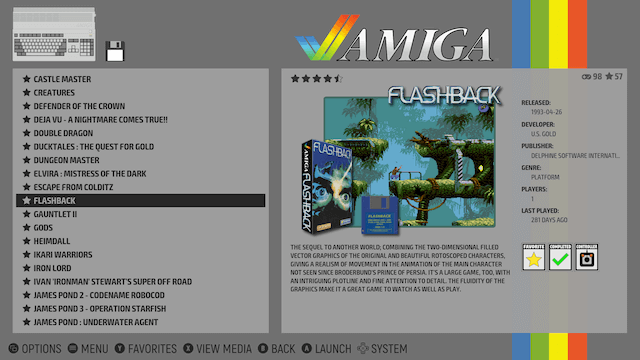 AMIGA
98 57
CASTLE MASTER
CREATURES
DEFENDER OF THE CROWN
DEJA VU - A NIGHTMARE COMES TRUE!!
DOUBLE DRAGON
DUCKTALES : THE QUEST FOR GOLD
DUNGEON MASTER
ELVIRA : MISTRESS OF THE DARK
ESCAPE FROM COLDITZ
FLASHBACK
GAUNTLET II
GODS
HEIMDALL
IKARI WARRIORS
IRON LORD
IVAN 'IRONMAN' STEWART'S SUPER OFF ROAD
JAMES POND 2 - CODENAME ROBOCOD
JAMES POND 3 - OPERATION STARFISH
JAMES POND : UNDERWATER AGENT
FLASHBACK
AMIGA
FLASHBACK
FLASHBACK
FLASHBACK
RELEASED:
1993-04-26
DEVELOPER:
U.S. GOLD
PUBLISHER:
DELPHINE SOFTWARE INTERNATI..
GENRE:
PLATFORM
PLAYERS:
1
LAST PLAYED:
281 DAYS AGO
FAVORITE
COMPLETED
CONTROLLER
THE SEQUEL TO ANOTHER WORLD; COMBINING THE TWO-DIMENSIONAL FILLED
VECTOR GRAPHICS OF THE ORIGINAL AND BEAUTIFUL ROTOSCOPED CHARACTERS,
GIVING A REALISM OF MOVEMENT IN THE ANIMATION OF THE MAIN CHARACTER
NOT SEEN SINCE BRODERBUND'S PRINCE OF PERSIA. IT'S A LARGE GAME, TOO, WITH
AN INTRIGUING PLOTLINE AND FINE ATTENTION TO DETAIL. THE FLUIDITY OF THE
GRAPHICS MAKE IT A GREAT GAME TO WATCH AS WELL AS PLAY.
OPTIONS MENU Y FAVORITES X VIEW MEDIA B BACK A LAUNCH SYSTEM